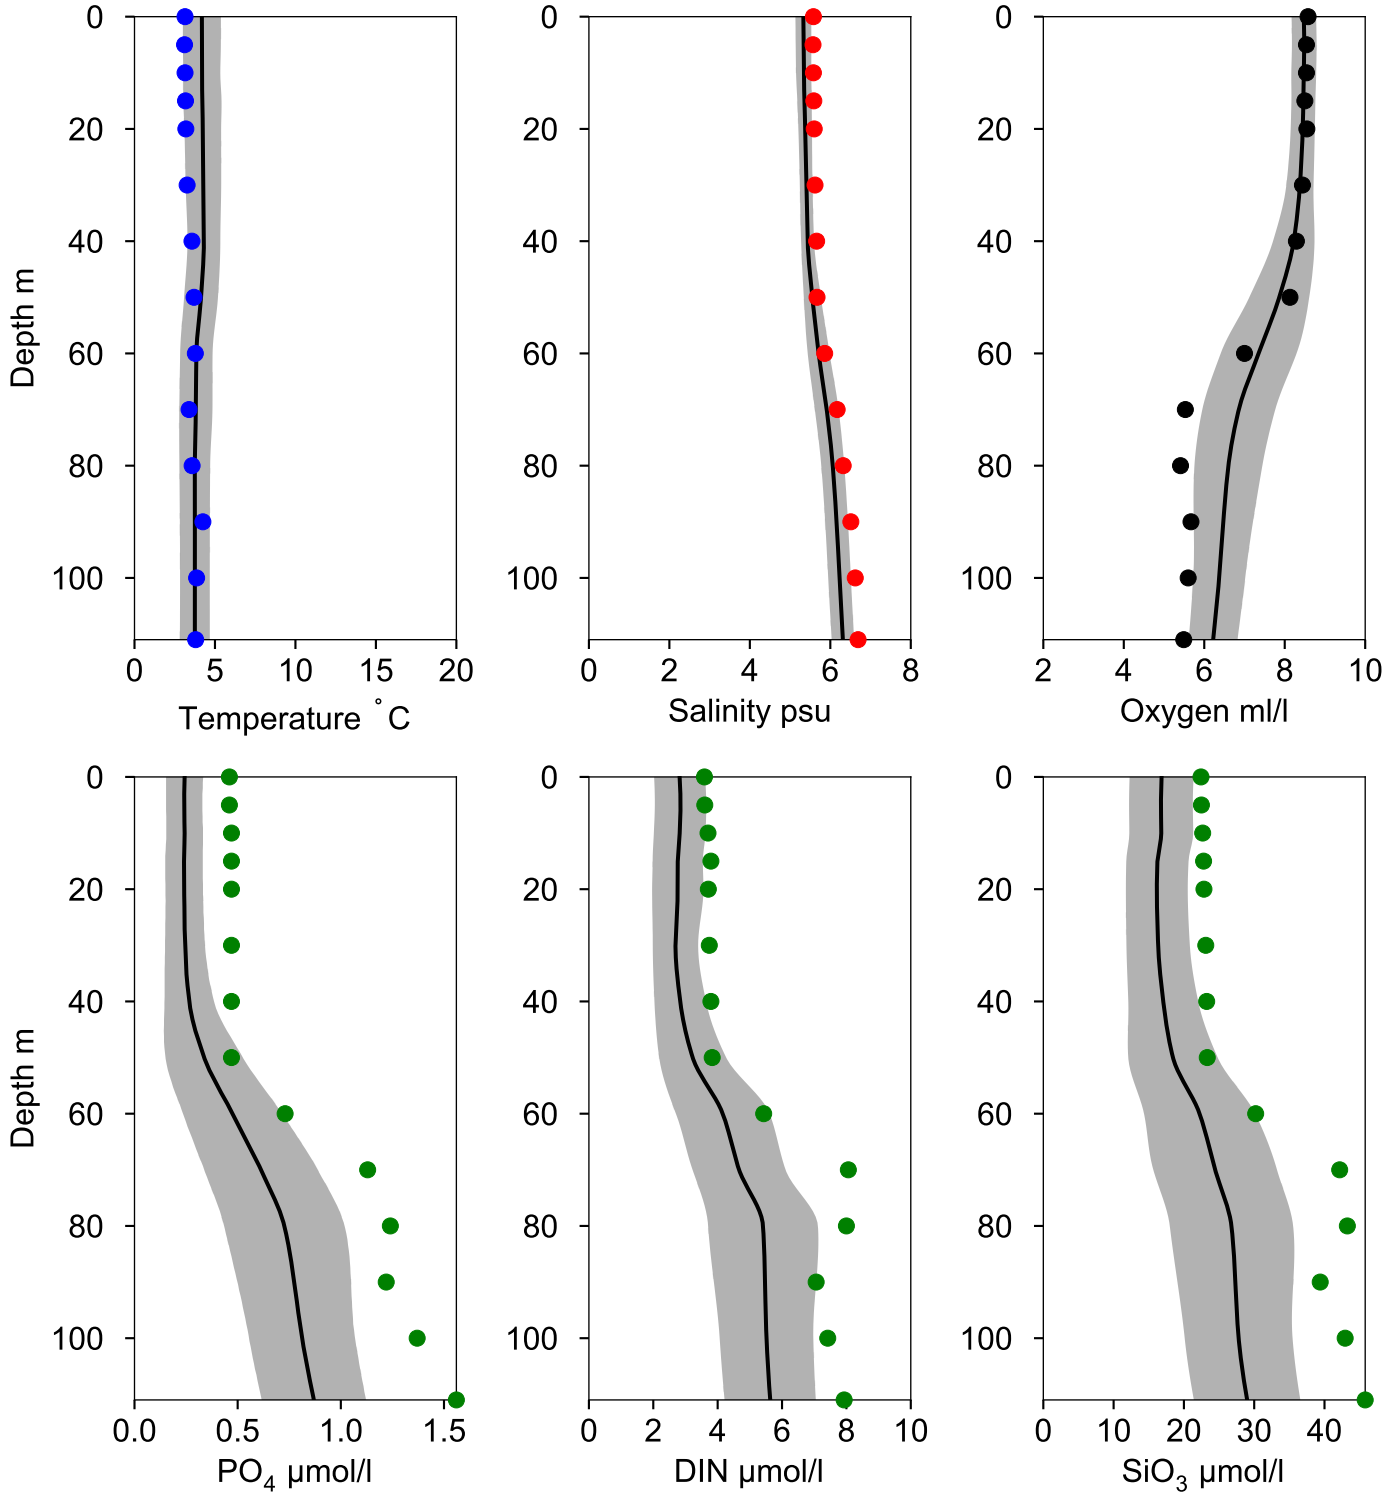 0
20
40
60
80
100
Depth m
0 5 10 15 20
Temperature °C
0
20
40
60
80
100
0 2 4 6 8
Salinity psu
0
20
40
60
80
100
2 4 6 8 10
Oxygen ml/l
0
20
40
60
80
100
Depth m
0.0 0.5 1.0 1.5
PO₄ µmol/l
0
20
40
60
80
100
0 2 4 6 8 10
DIN µmol/l
0
20
40
60
80
100
0 10 20 30 40
SiO₃ µmol/l